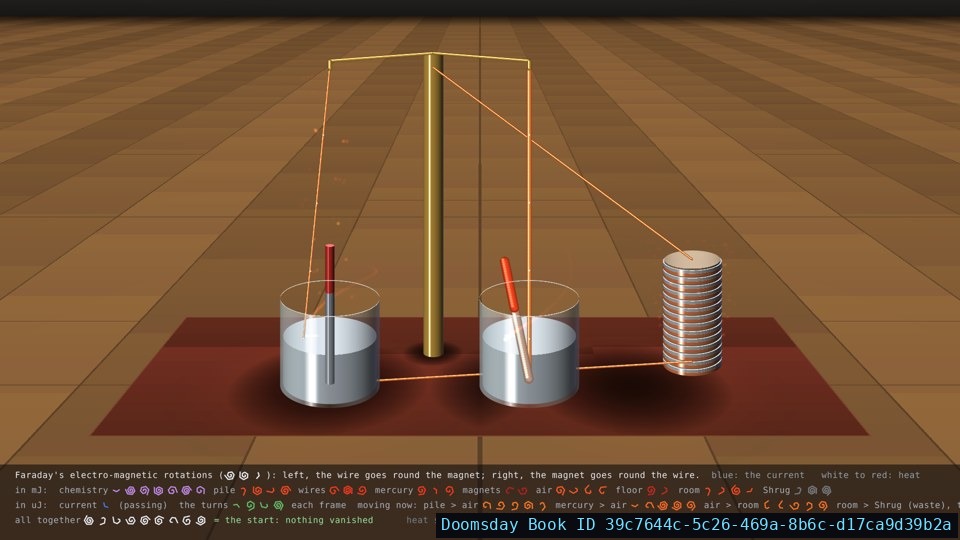 Faraday's electro-magnetic rotations ( ): left, the wire goes round the magnet; right, the magnet goes round the wire. blue: the current white to red: heat
in mJ: chemistry pile wires mercury magnets air floor room Shrug
in uJ: current (passing) the turns each frame moving now: pile > air mercury > air air > room room > Shrug (waste),
all together = the start: nothing vanished heat
Doomsday Book ID 39c7644c-5c26-469a-8b6c-d17ca9d39b2a